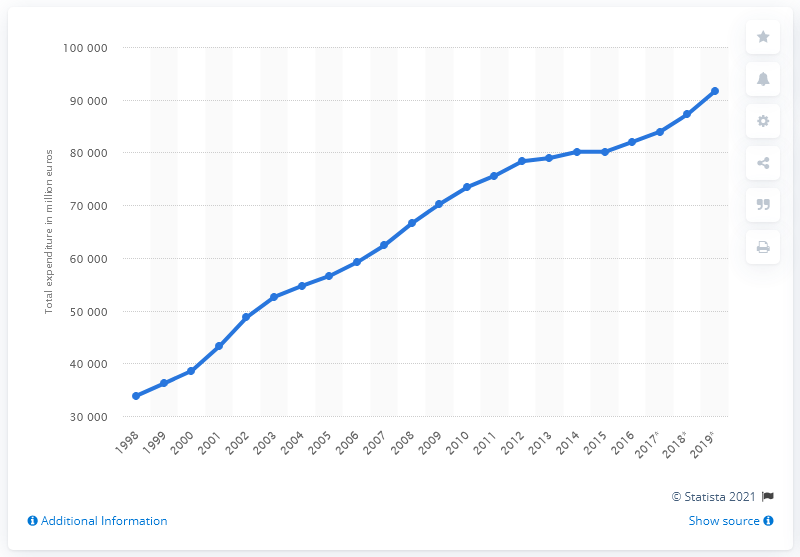 Total expenditure in million euros
100 000
90 000
80 000
70 000
60 000
50 000
40 000
30 000
1998 1999 2000 2001 2002 2003 2004 2005 2006 2007 2008 2009 2010 2011 2012 2013 2014 2015 2016 2017* 2018* 2019*
© Statista 2021
Additional Information
Show source